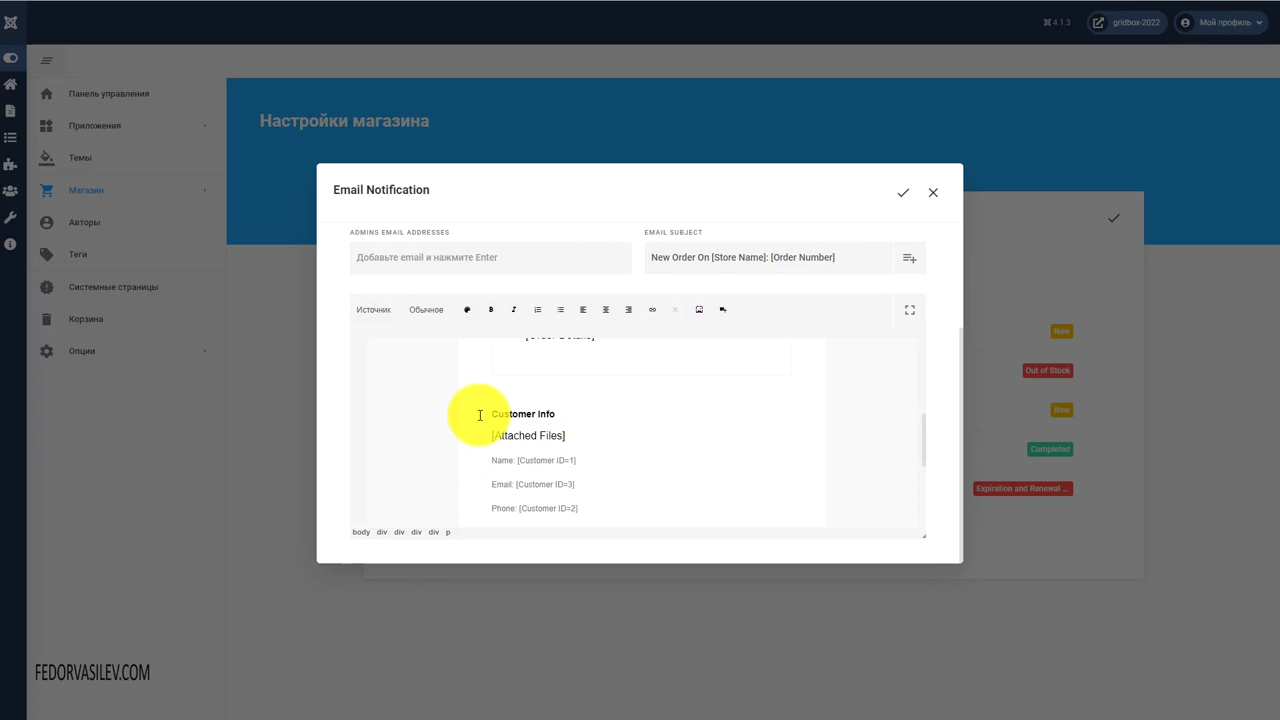 4.1.3
gridbox-2022
Мой профиль
Панель управления
Приложения
Темы
Магазин
Авторы
Теги
Системные страницы
Корзина
Опции
Настройки магазина
Email Notification
ADMINS EMAIL ADDRESSES
EMAIL SUBJECT
Добавьте email и нажмите Enter
New Order On [Store Name]: [Order Number]
Источник
Обычное
B
I
[Order Details]
Customer Info
[Attached Files]
Name: [Customer ID=1]
Email: [Customer ID=3]
Phone: [Customer ID=2]
body div div div div p
New
Out of Stock
New
Completed
Expiration and Renewal ...
FEDORVASILEV.COM